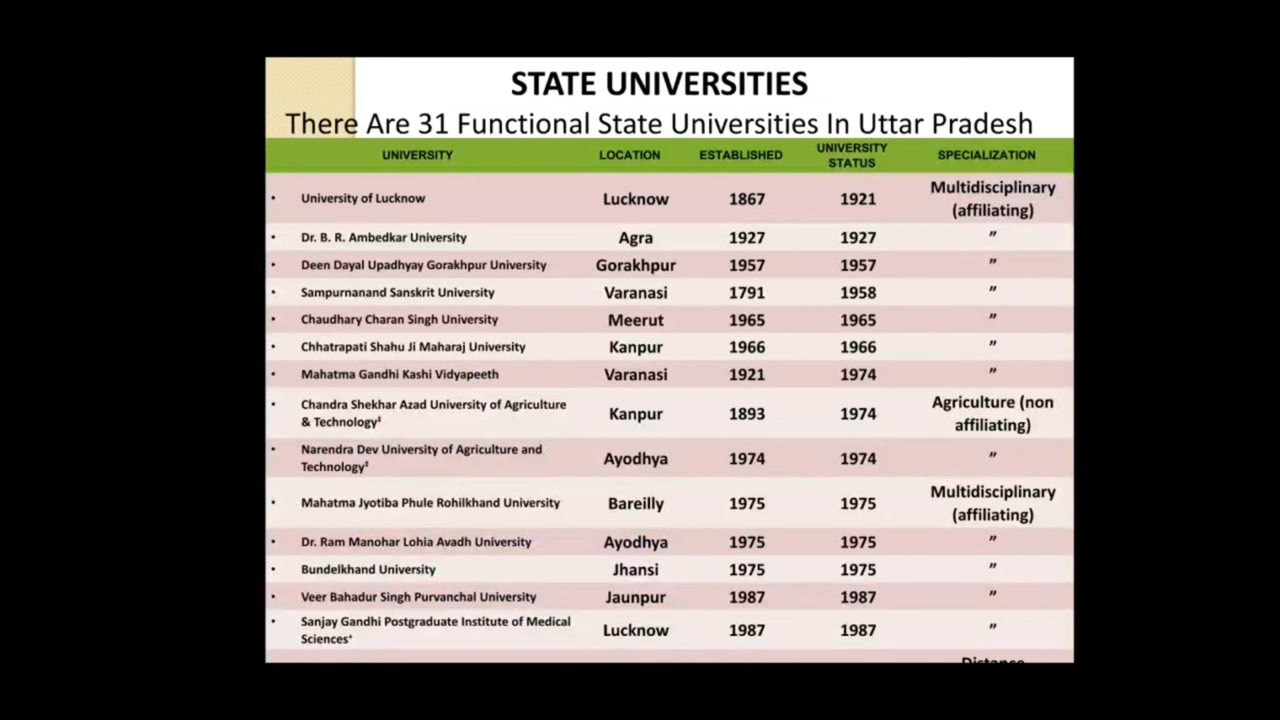 STATE UNIVERSITIES
There Are 31 Functional State Universities In Uttar Pradesh
UNIVERSITY LOCATION ESTABLISHED UNIVERSITY STATUS SPECIALIZATION
• University of Lucknow Lucknow 1867 1921 Multidisciplinary (affiliating)
• Dr. B. R. Ambedkar University Agra 1927 1927 ”
• Deen Dayal Upadhyay Gorakhpur University Gorakhpur 1957 1957 ”
• Sampurnanand Sanskrit University Varanasi 1791 1958 ”
• Chaudhary Charan Singh University Meerut 1965 1965 ”
• Chhatrapati Shahu Ji Maharaj University Kanpur 1966 1966 ”
• Mahatma Gandhi Kashi Vidyapeeth Varanasi 1921 1974 ”
• Chandra Shekhar Azad University of Agriculture & Technology‡ Kanpur 1893 1974 Agriculture (non affiliating)
• Narendra Dev University of Agriculture and Technology‡ Ayodhya 1974 1974 ”
• Mahatma Jyotiba Phule Rohilkhand University Bareilly 1975 1975 Multidisciplinary (affiliating)
• Dr. Ram Manohar Lohia Avadh University Ayodhya 1975 1975 ”
• Bundelkhand University Jhansi 1975 1975 ”
• Veer Bahadur Singh Purvanchal University Jaunpur 1987 1987 ”
• Sanjay Gandhi Postgraduate Institute of Medical Sciences⁺ Lucknow 1987 1987 ”
Distance